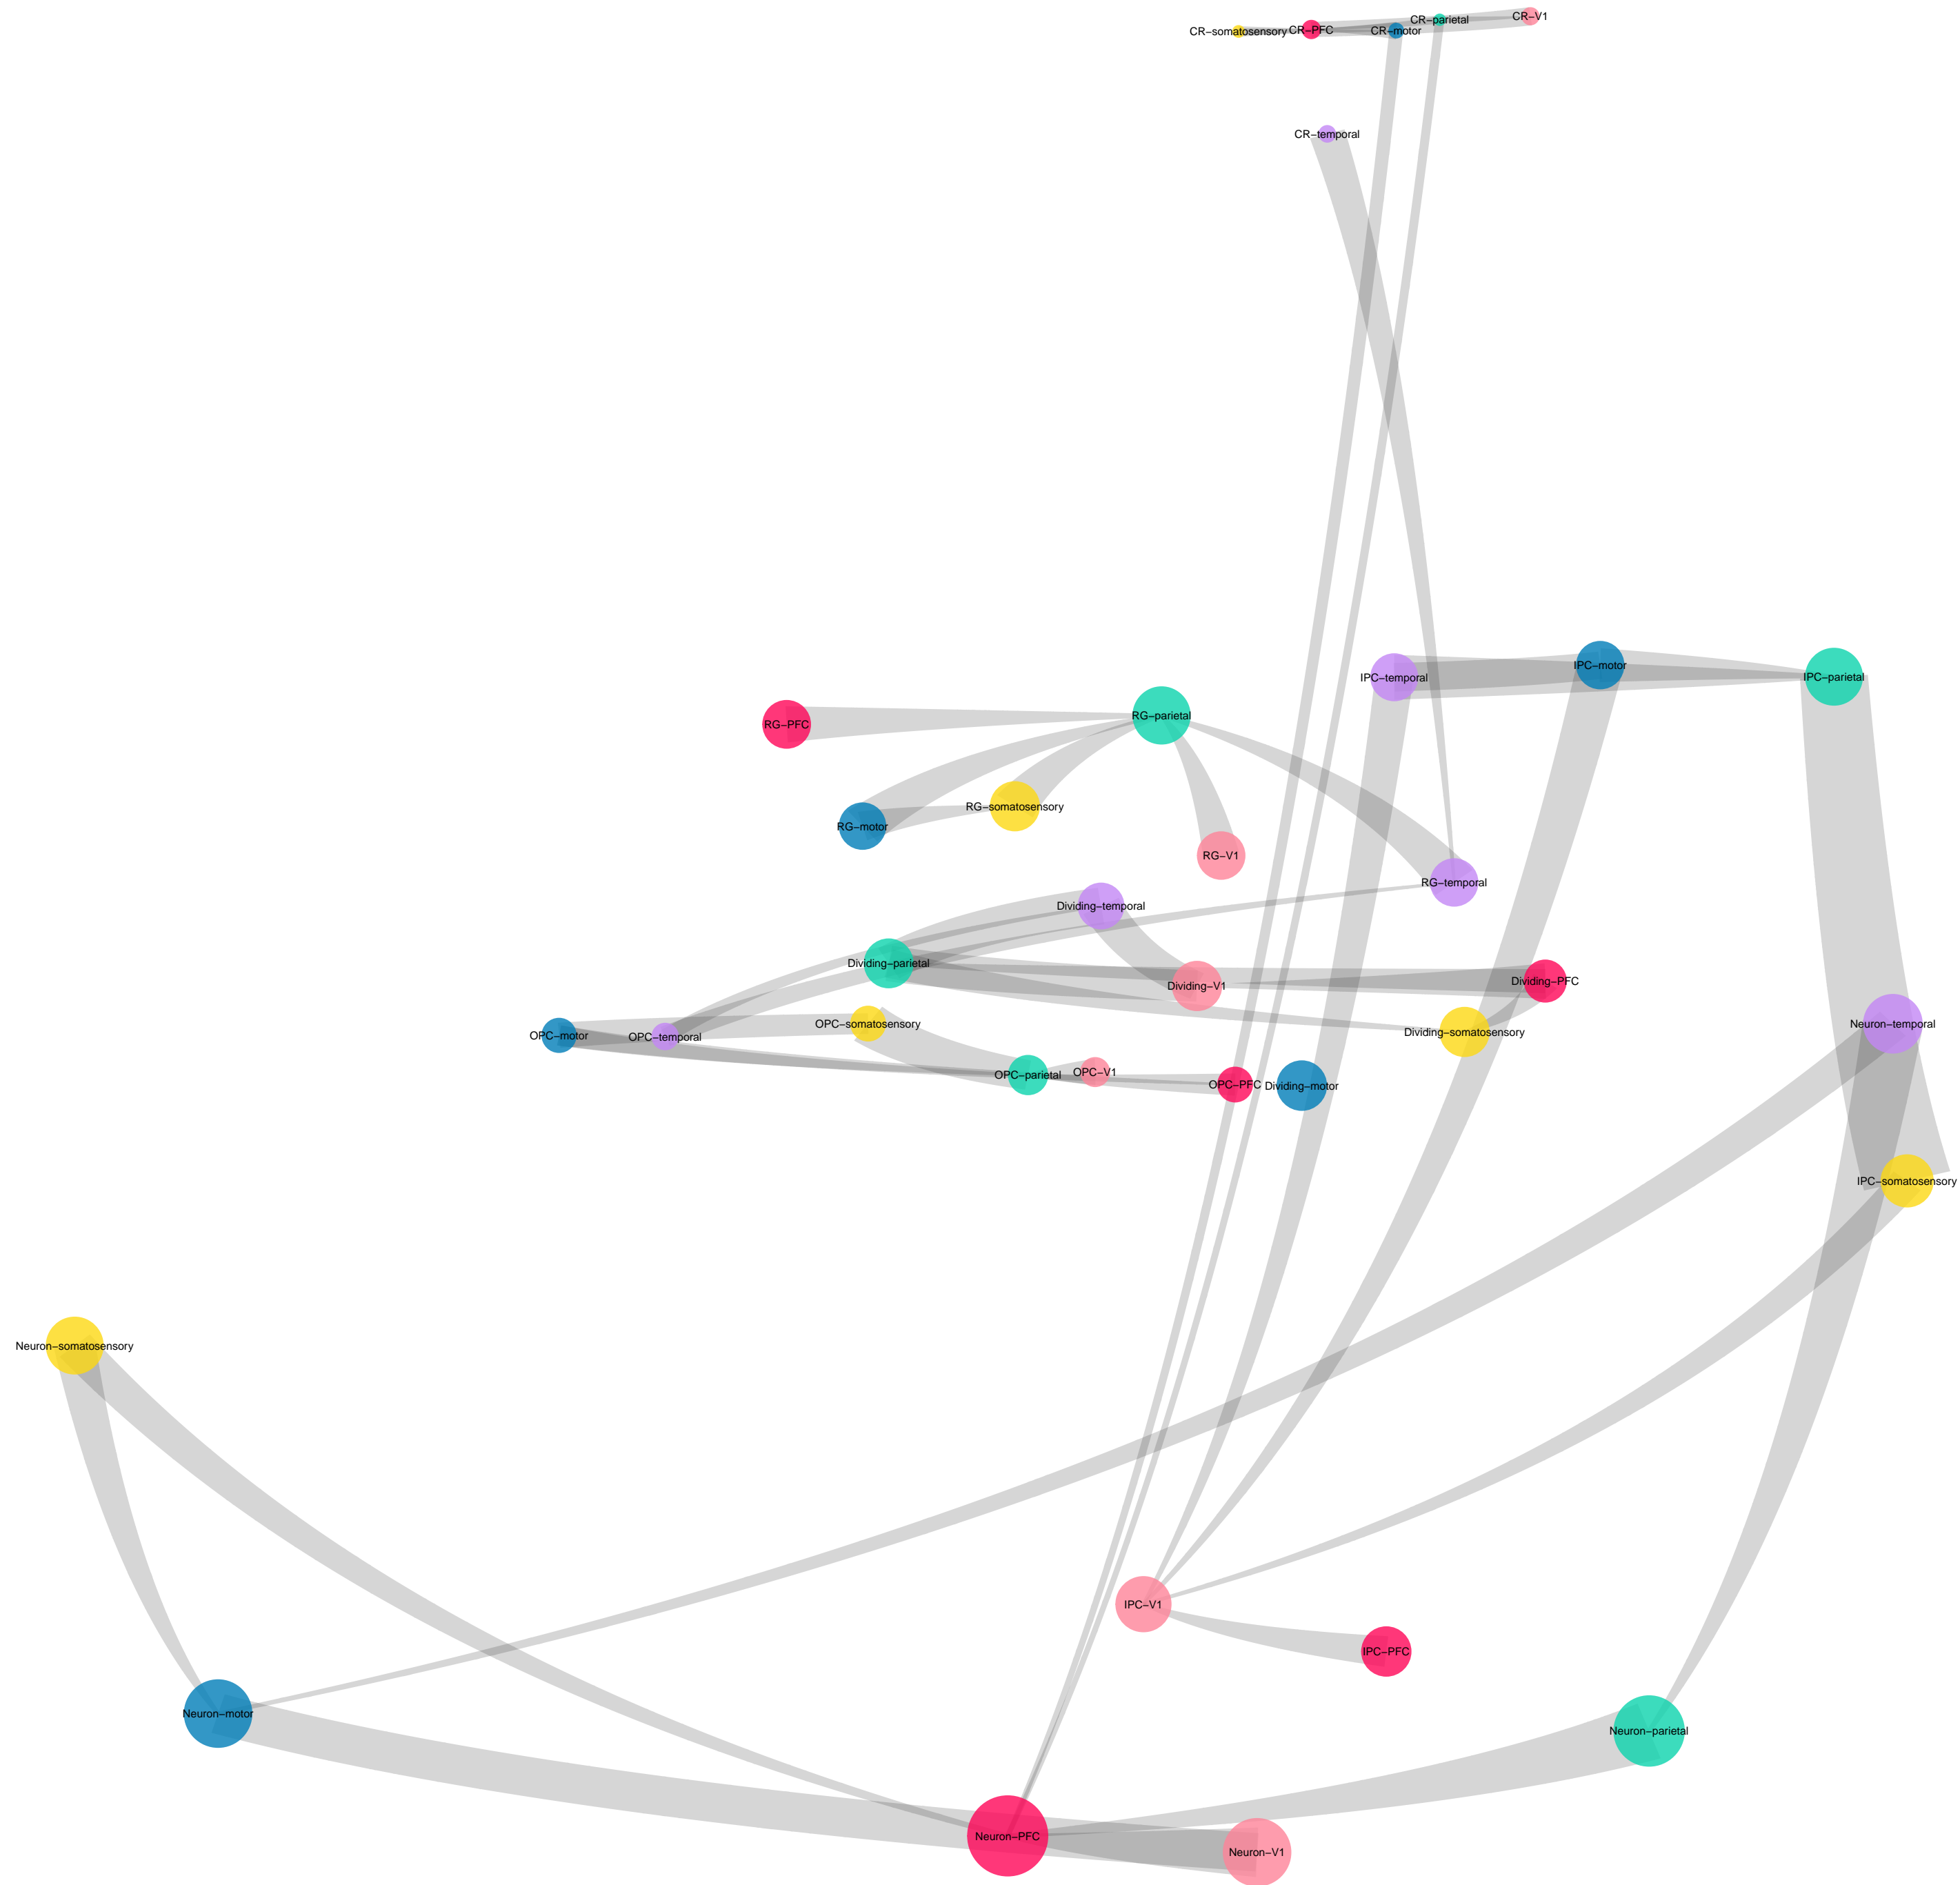 CR−V1
CR−parietal
CR−somatosensory
CR−PFC
CR−motor
CR−temporal
IPC−motor
IPC−temporal
IPC−parietal
RG−parietal
RG−PFC
RG−somatosensory
RG−motor
RG−V1
RG−temporal
Dividing−temporal
Dividing−parietal
Dividing−PFC
Dividing−V1
OPC−somatosensory
Neuron−temporal
Dividing−somatosensory
OPC−motor
OPC−temporal
OPC−V1
OPC−parietal
OPC−PFC
Dividing−motor
IPC−somatosensory
Neuron−somatosensory
IPC−V1
IPC−PFC
Neuron−motor
Neuron−parietal
Neuron−PFC
Neuron−V1